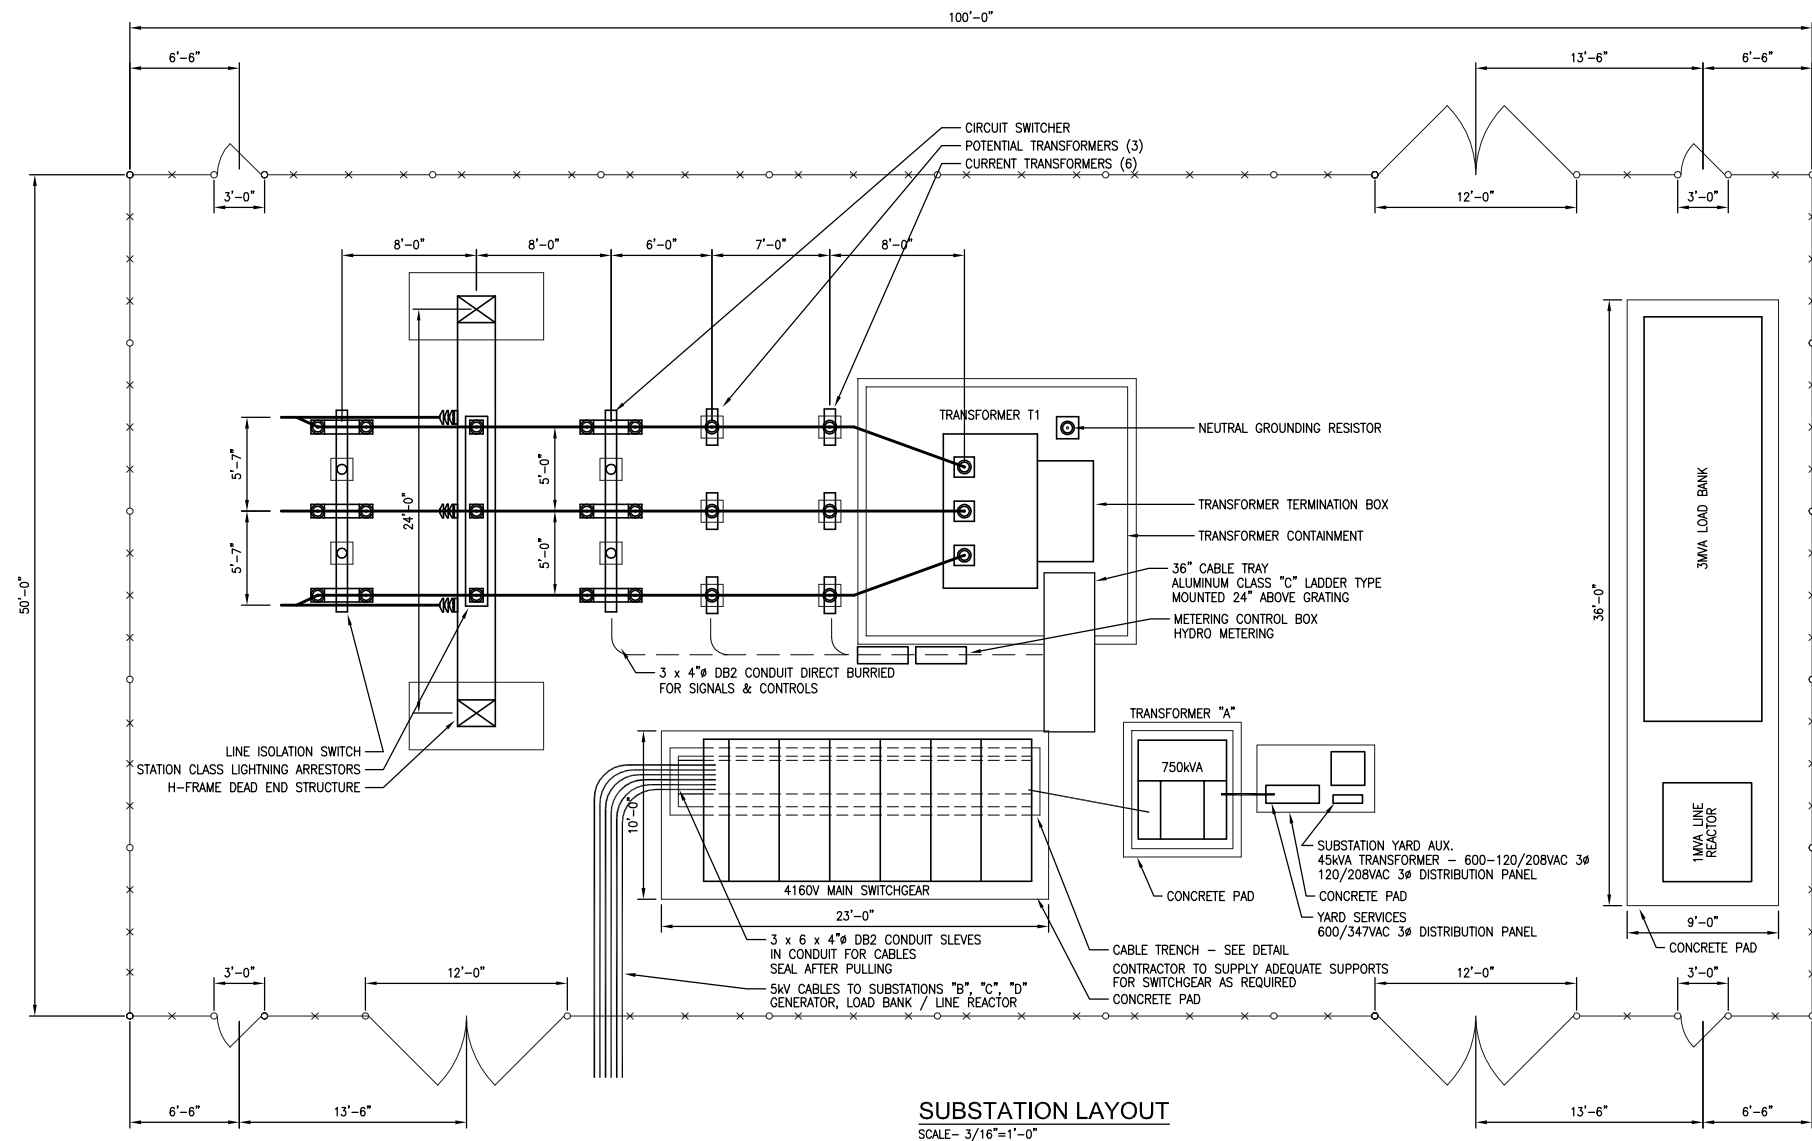 100'-0"
6'-6"
13'-6"
6'-6"
CIRCUIT SWITCHER
POTENTIAL TRANSFORMERS (3)
CURRENT TRANSFORMERS (6)
3'-0"
12'-0"
3'-0"
8'-0"
8'-0"
6'-0"
7'-0"
8'-0"
TRANSFORMER T1
NEUTRAL GROUNDING RESISTOR
5'-7"
5'-0"
24'-0"
5'-7"
5'-0"
TRANSFORMER TERMINATION BOX
TRANSFORMER CONTAINMENT
36" CABLE TRAY
ALUMINUM CLASS "C" LADDER TYPE
MOUNTED 24" ABOVE GRATING
METERING CONTROL BOX
HYDRO METERING
3MVA LOAD BANK
36'-0"
50'-0"
3 x 4"ø DB2 CONDUIT DIRECT BURRIED
FOR SIGNALS & CONTROLS
TRANSFORMER "A"
LINE ISOLATION SWITCH
STATION CLASS LIGHTNING ARRESTORS
H-FRAME DEAD END STRUCTURE
750kVA
10'-0"
1MVA LINE
REACTOR
SUBSTATION YARD AUX.
45kVA TRANSFORMER - 600-120/208VAC 3ø
120/208VAC 3ø DISTRIBUTION PANEL
4160V MAIN SWITCHGEAR
CONCRETE PAD
CONCRETE PAD
23'-0"
YARD SERVICES
600/347VAC 3ø DISTRIBUTION PANEL
9'-0"
3 x 6 x 4"ø DB2 CONDUIT SLEVES
IN CONDUIT FOR CABLES
SEAL AFTER PULLING
CABLE TRENCH - SEE DETAIL
CONCRETE PAD
CONTRACTOR TO SUPPLY ADEQUATE SUPPORTS
FOR SWITCHGEAR AS REQUIRED
CONCRETE PAD
3'-0"
12'-0"
5kV CABLES TO SUBSTATIONS "B", "C", "D"
GENERATOR, LOAD BANK / LINE REACTOR
12'-0"
3'-0"
6'-6"
13'-6"
13'-6"
6'-6"
SUBSTATION LAYOUT
SCALE- 3/16"=1'-0"